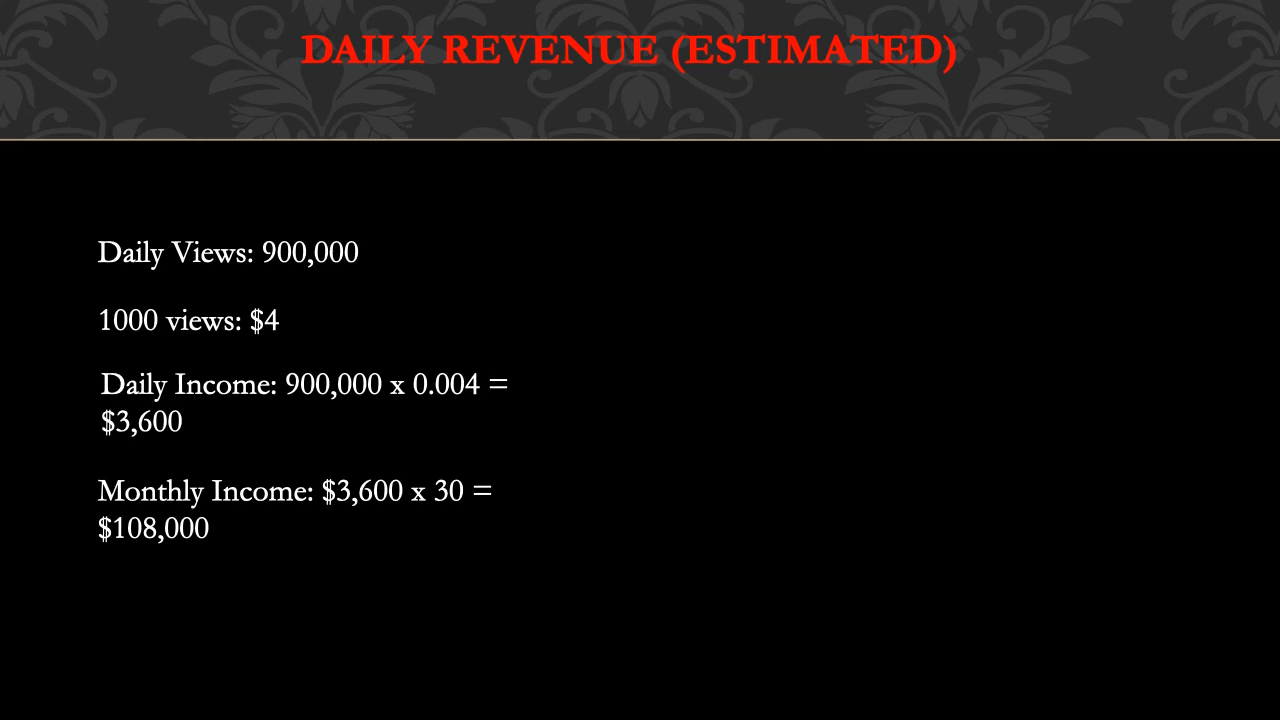 DAILY REVENUE (ESTIMATED)
Daily Views: 900,000
1000 views: $4
Daily Income: 900,000 x 0.004 =
$3,600
Monthly Income: $3,600 x 30 =
$108,000